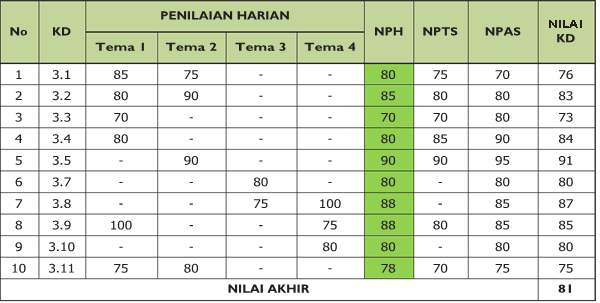 No KD PENILAIAN HARIAN NPH NPTS NPAS NILAI KD
Tema 1 Tema 2 Tema 3 Tema 4
1 3.1 85 75 - - 80 75 70 76
2 3.2 80 90 - - 85 80 80 83
3 3.3 70 - - - 70 70 80 73
4 3.4 80 - - - 80 85 90 84
5 3.5 - 90 - - 90 90 95 91
6 3.7 - - 80 - 80 - 80 80
7 3.8 - - 75 100 88 - 85 87
8 3.9 100 - - 75 88 80 85 85
9 3.10 - - - 80 80 - 80 80
10 3.11 75 80 - - 78 70 75 75
NILAI AKHIR 81